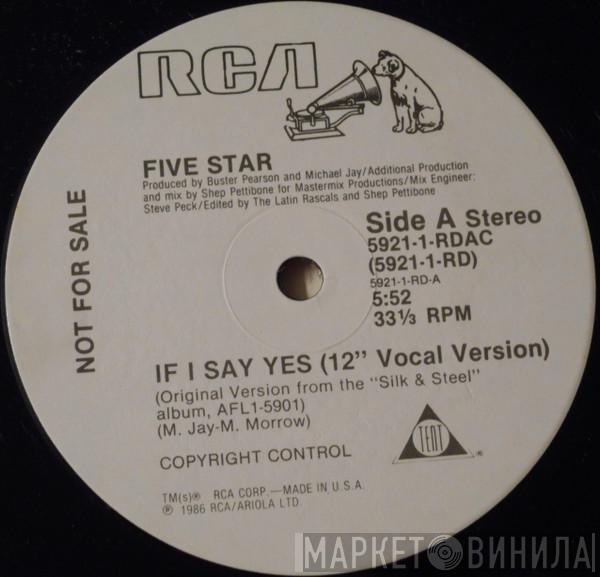 RCA
FIVE STAR
Produced by Buster Pearson and Michael Jay/Additional Production
and mix by Shep Pettibone for Mastermix Productions/Mix Engineer:
Steve Peck/Edited by The Latin Rascals and Shep Pettibone
NOT FOR SALE
Side A Stereo
5921-1-RDAC
(5921-1-RD)
5921-1-RD-A
5:52
33⅓ RPM
IF I SAY YES (12" Vocal Version)
(Original Version from the "Silk & Steel"
album, AFL1-5901)
(M. Jay-M. Morrow)
COPYRIGHT CONTROL
TENT
®
TM(s)® RCA CORP.—MADE IN U.S.A.
℗ 1986 RCA/ARIOLA LTD.
МАРКЕТ ВИНИЛА